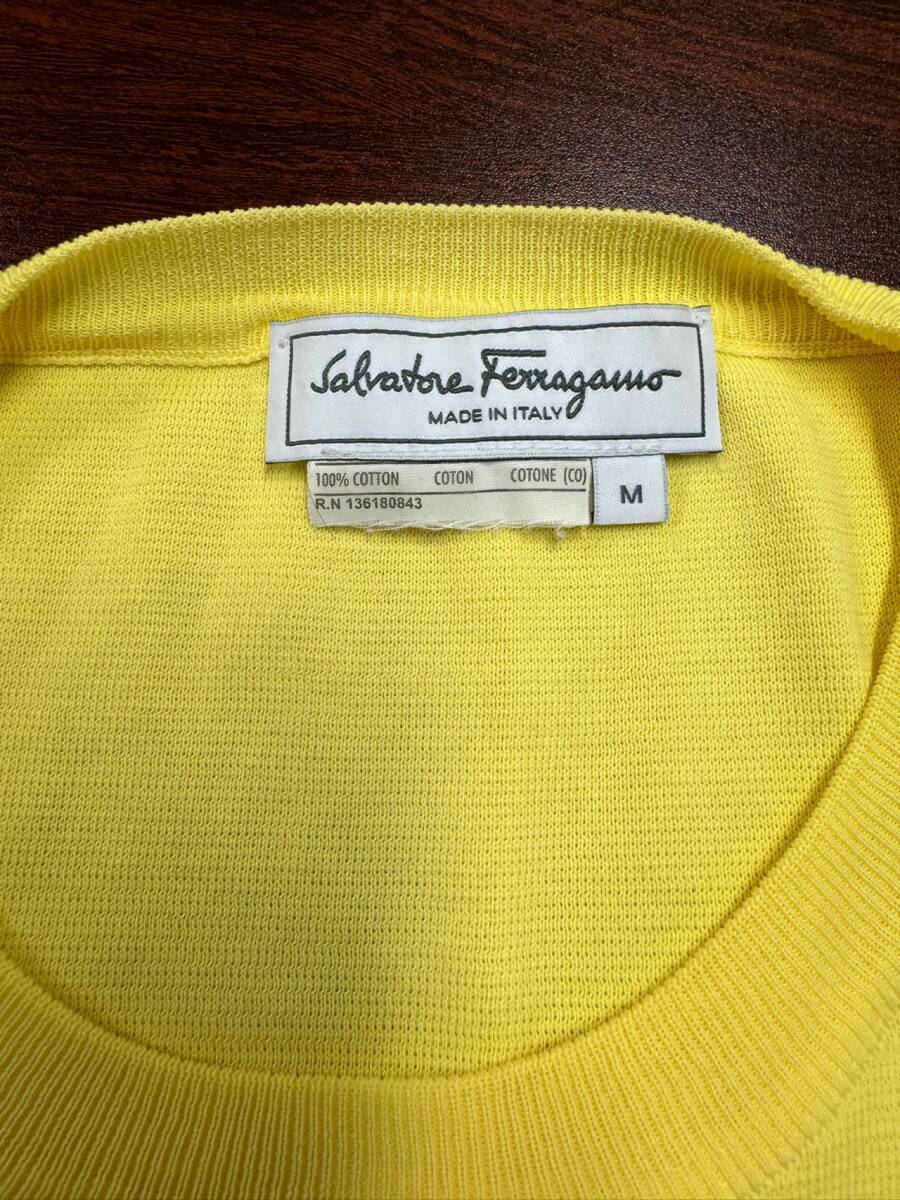 Salvatore Ferragamo
MADE IN ITALY
100% COTTON COTON COTONE (CO)
R.N 136180843
M